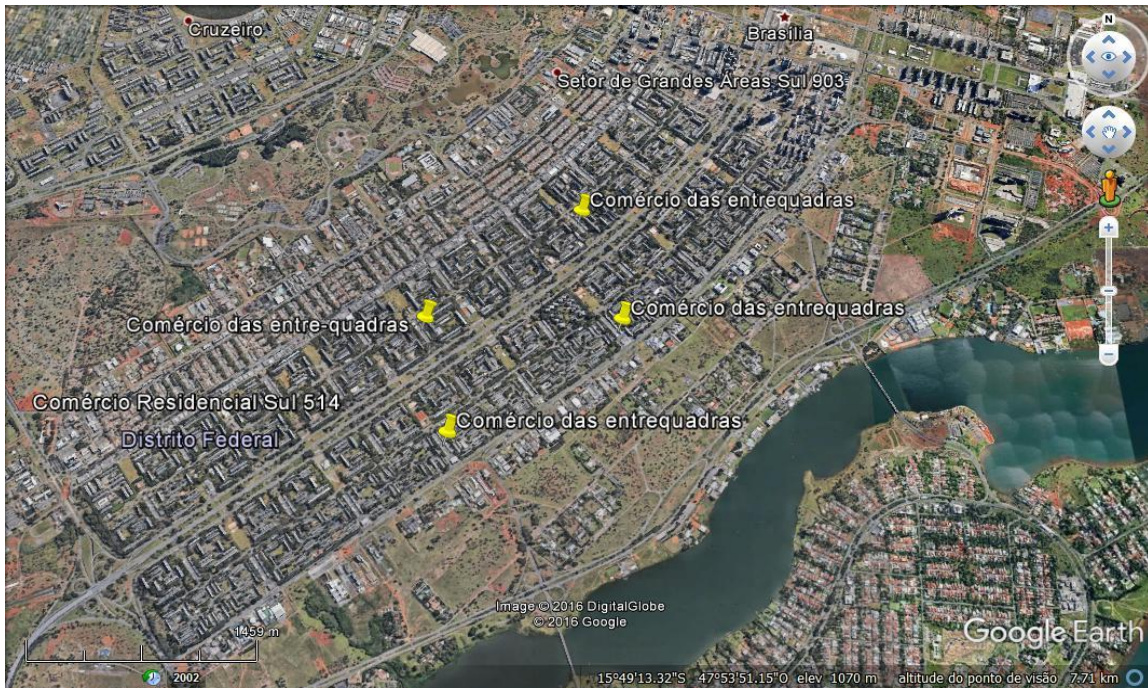 Cruzeiro
Brasília
N
Setor de Grandes Áreas Sul 903
Comércio das entrequadras
Comércio das entrequadras
Comércio das entre-quadras
Comércio Residencial Sul 514
Comércio das entrequadras
Distrito Federal
Image © 2016 DigitalGlobe
© 2016 Google
1459 m
Google Earth
2002
15°49'13.32"S 47°53'51.15"O elev 1070 m altitude do ponto de visão 7.71 km